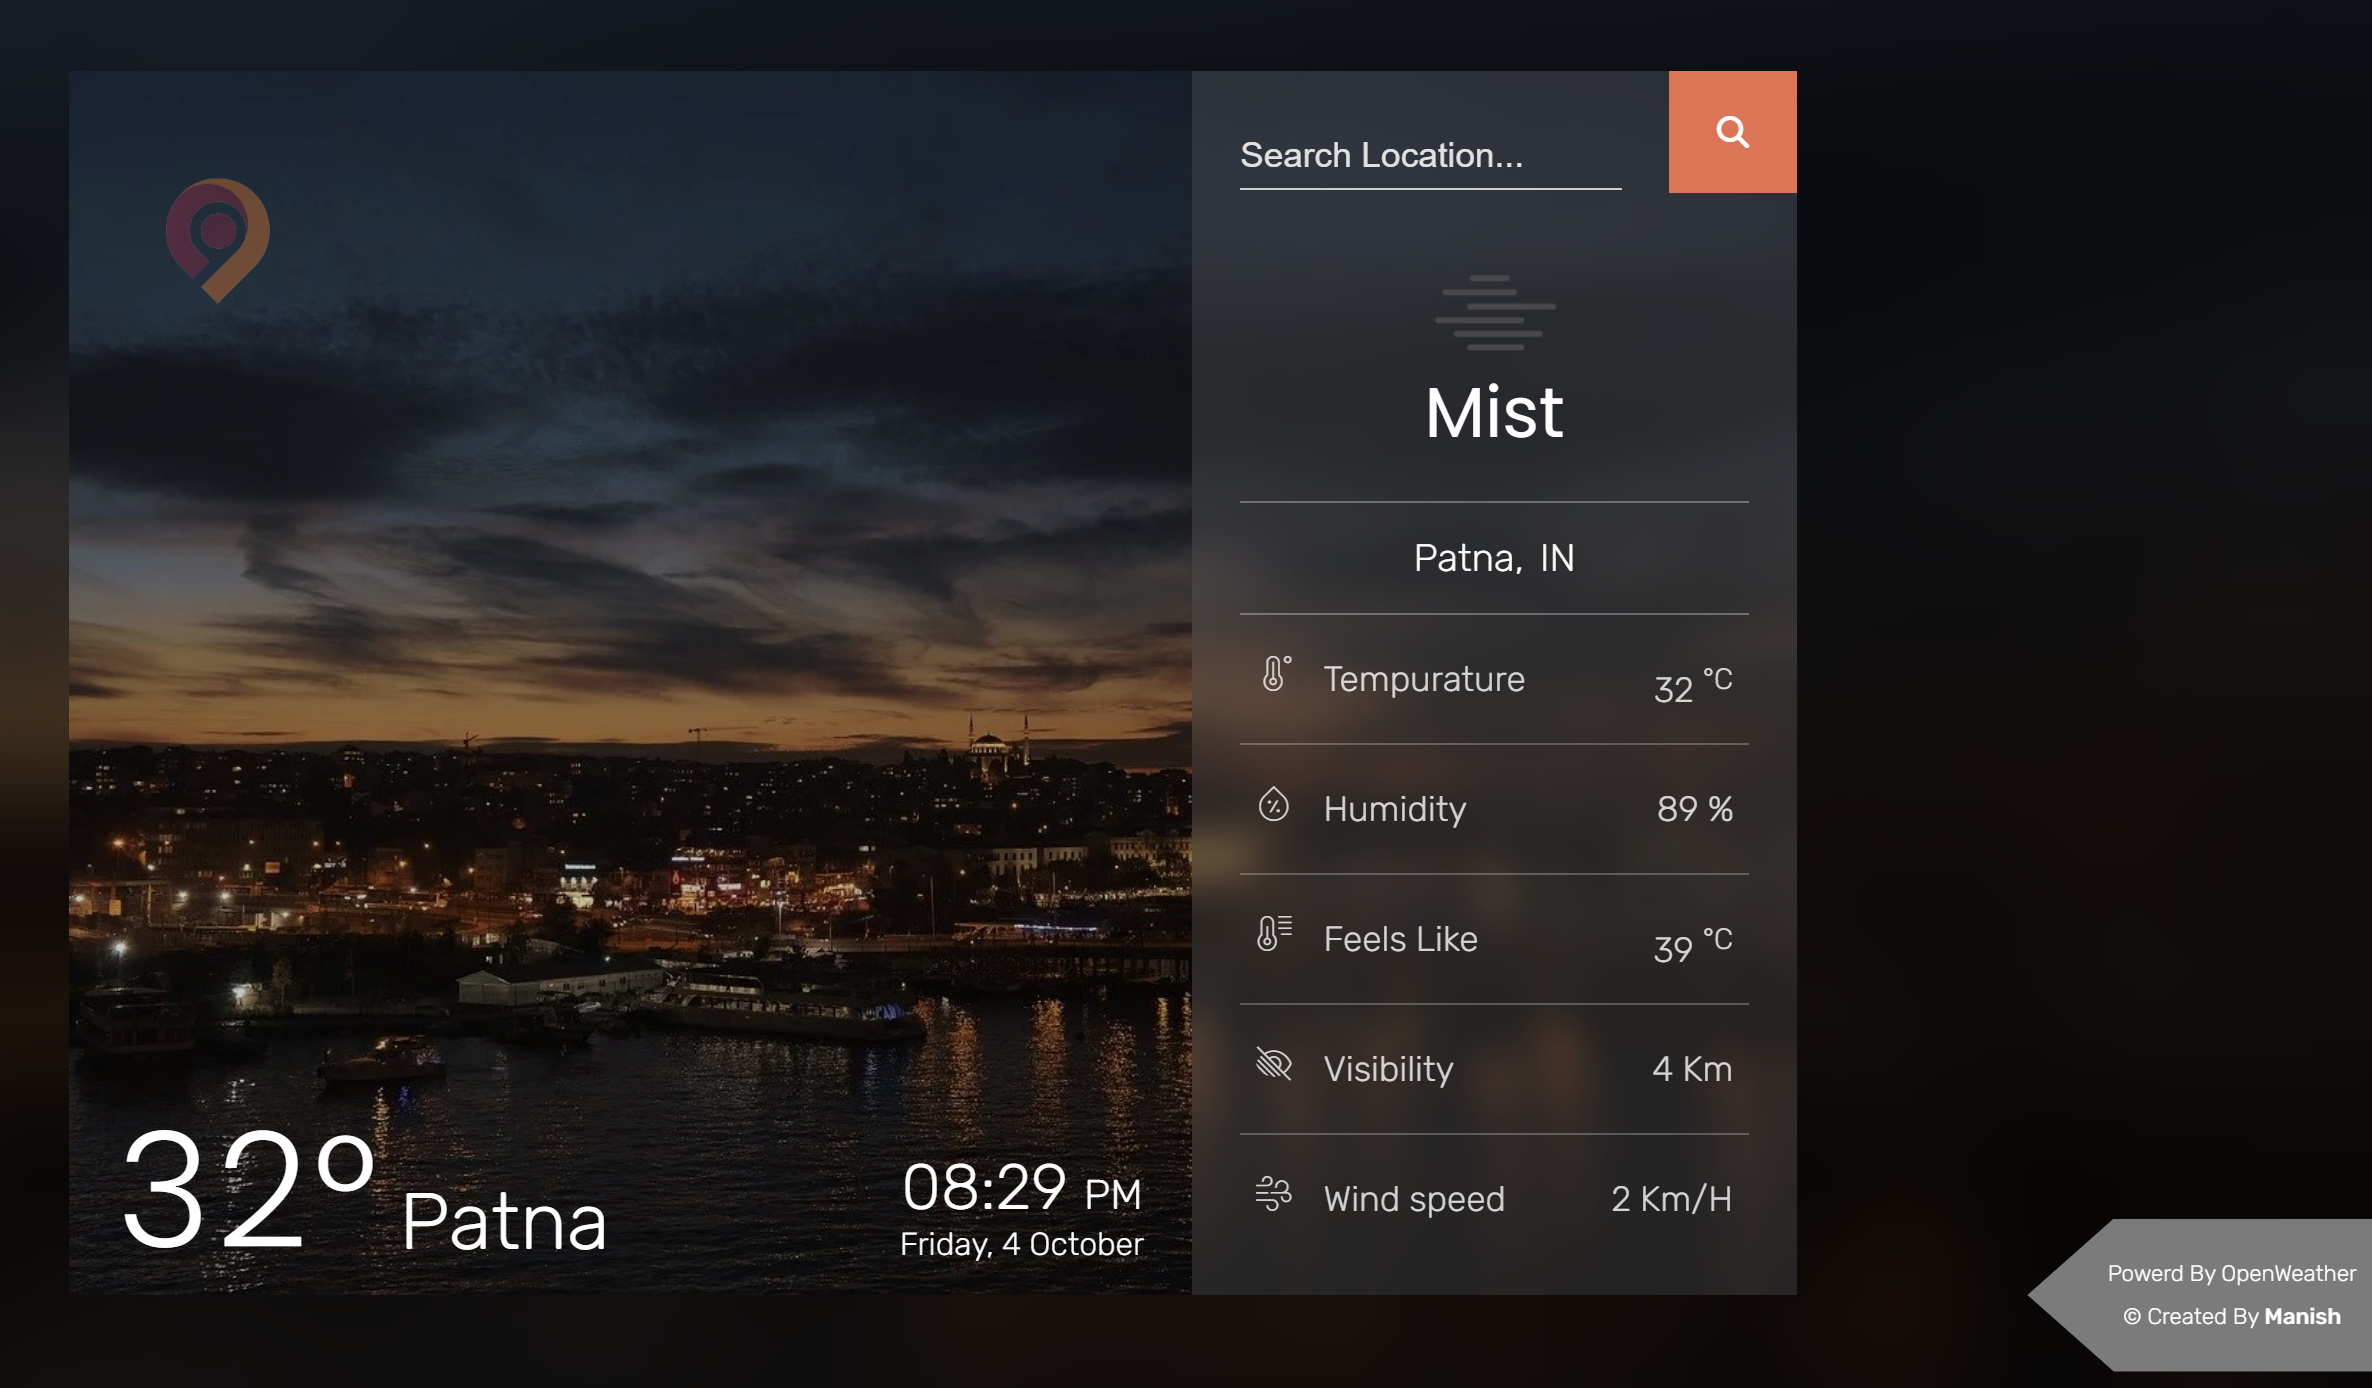 Search Location...
Mist
Patna, IN
Tempurature 32 °C
Humidity 89 %
Feels Like 39 °C
Visibility 4 Km
Wind speed 2 Km/H
32° Patna
08:29 PM
Friday, 4 October
Powerd By OpenWeather
© Created By Manish